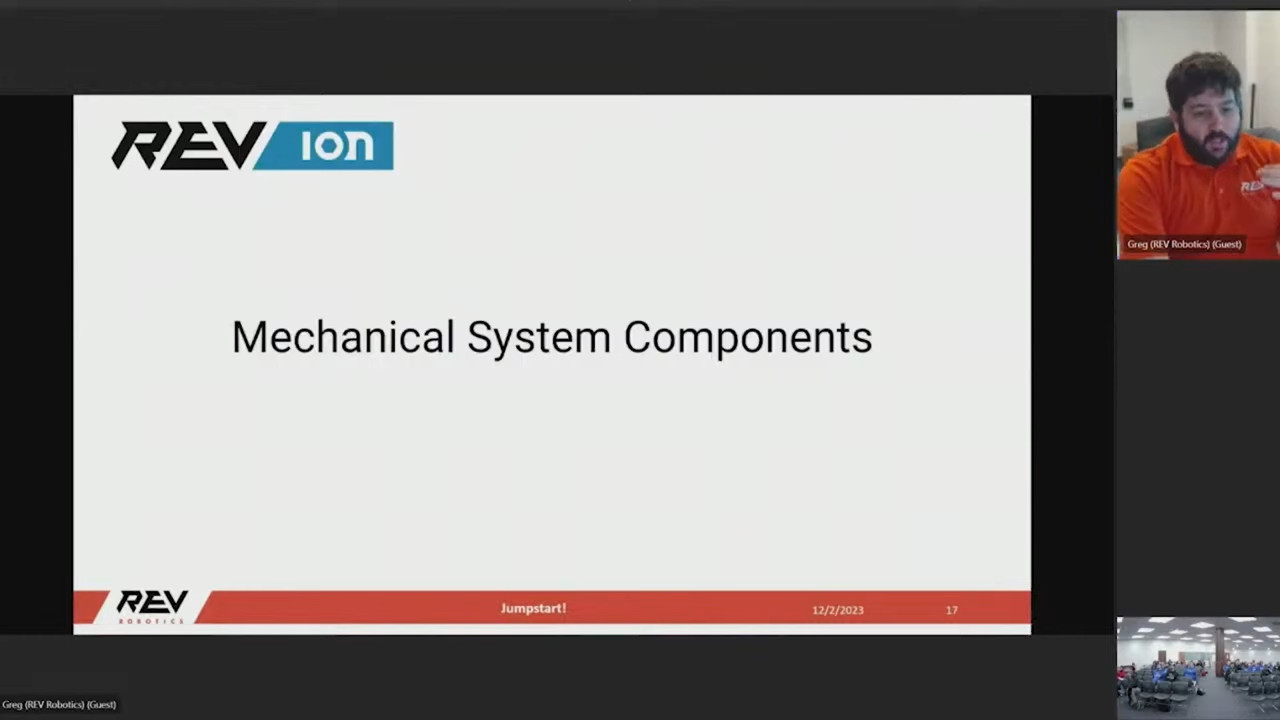 REV ION
Mechanical System Components
REV
ROBOTICS
Jumpstart!
12/2/2023
17
REV
Greg (REV Robotics) (Guest)
Greg (REV Robotics) (Guest)